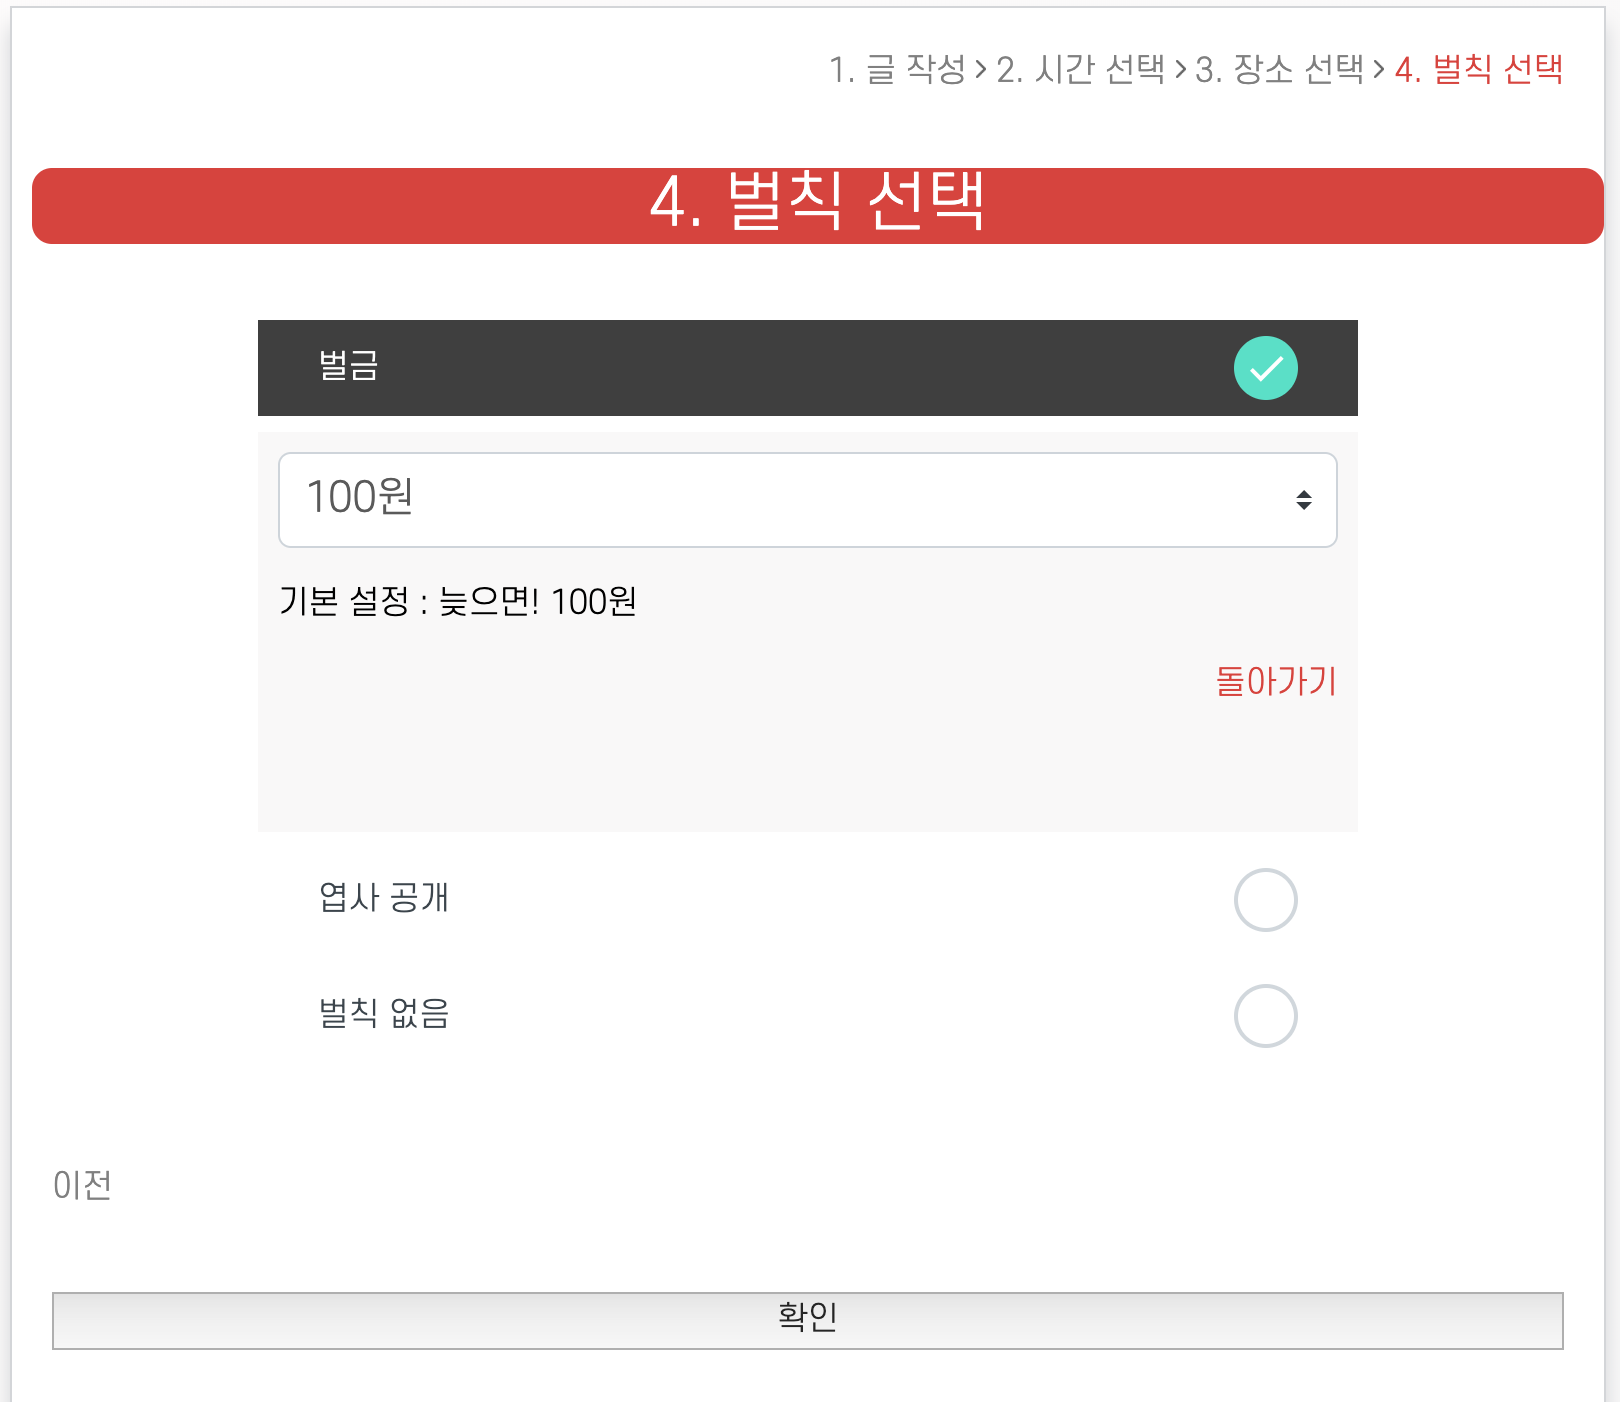 1. 글 작성 > 2. 시간 선택 > 3. 장소 선택 > 4. 벌칙 선택
4. 벌칙 선택
벌금
100원
기본 설정 : 늦으면! 100원
돌아가기
엽사 공개
벌칙 없음
이전
확인